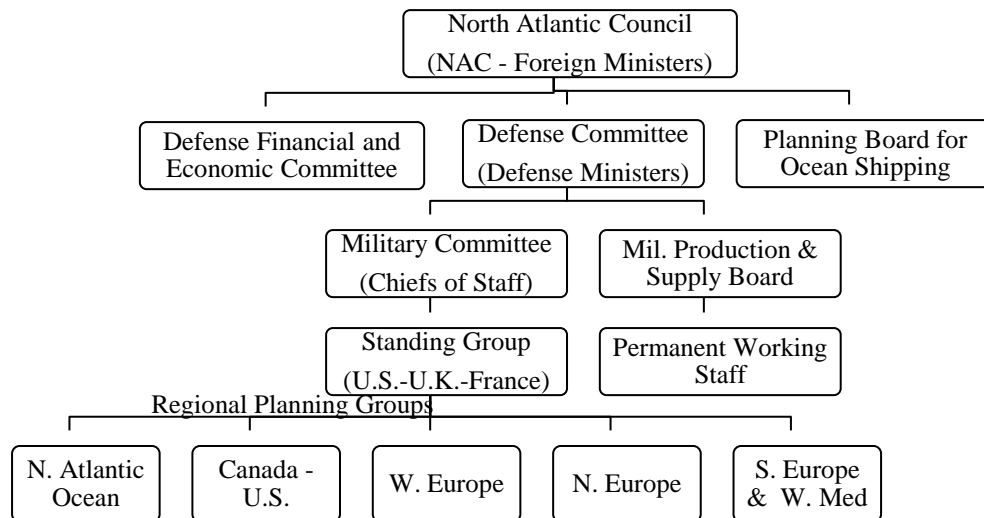 North Atlantic Council
(NAC - Foreign Ministers)
Defense Financial and
Economic Committee
Defense Committee
(Defense Ministers)
Planning Board for
Ocean Shipping
Military Committee
(Chiefs of Staff)
Mil. Production &
Supply Board
Standing Group
(U.S.-U.K.-France)
Permanent Working
Staff
Regional Planning Groups
N. Atlantic
Ocean
Canada -
U.S.
W. Europe
N. Europe
S. Europe
& W. Med